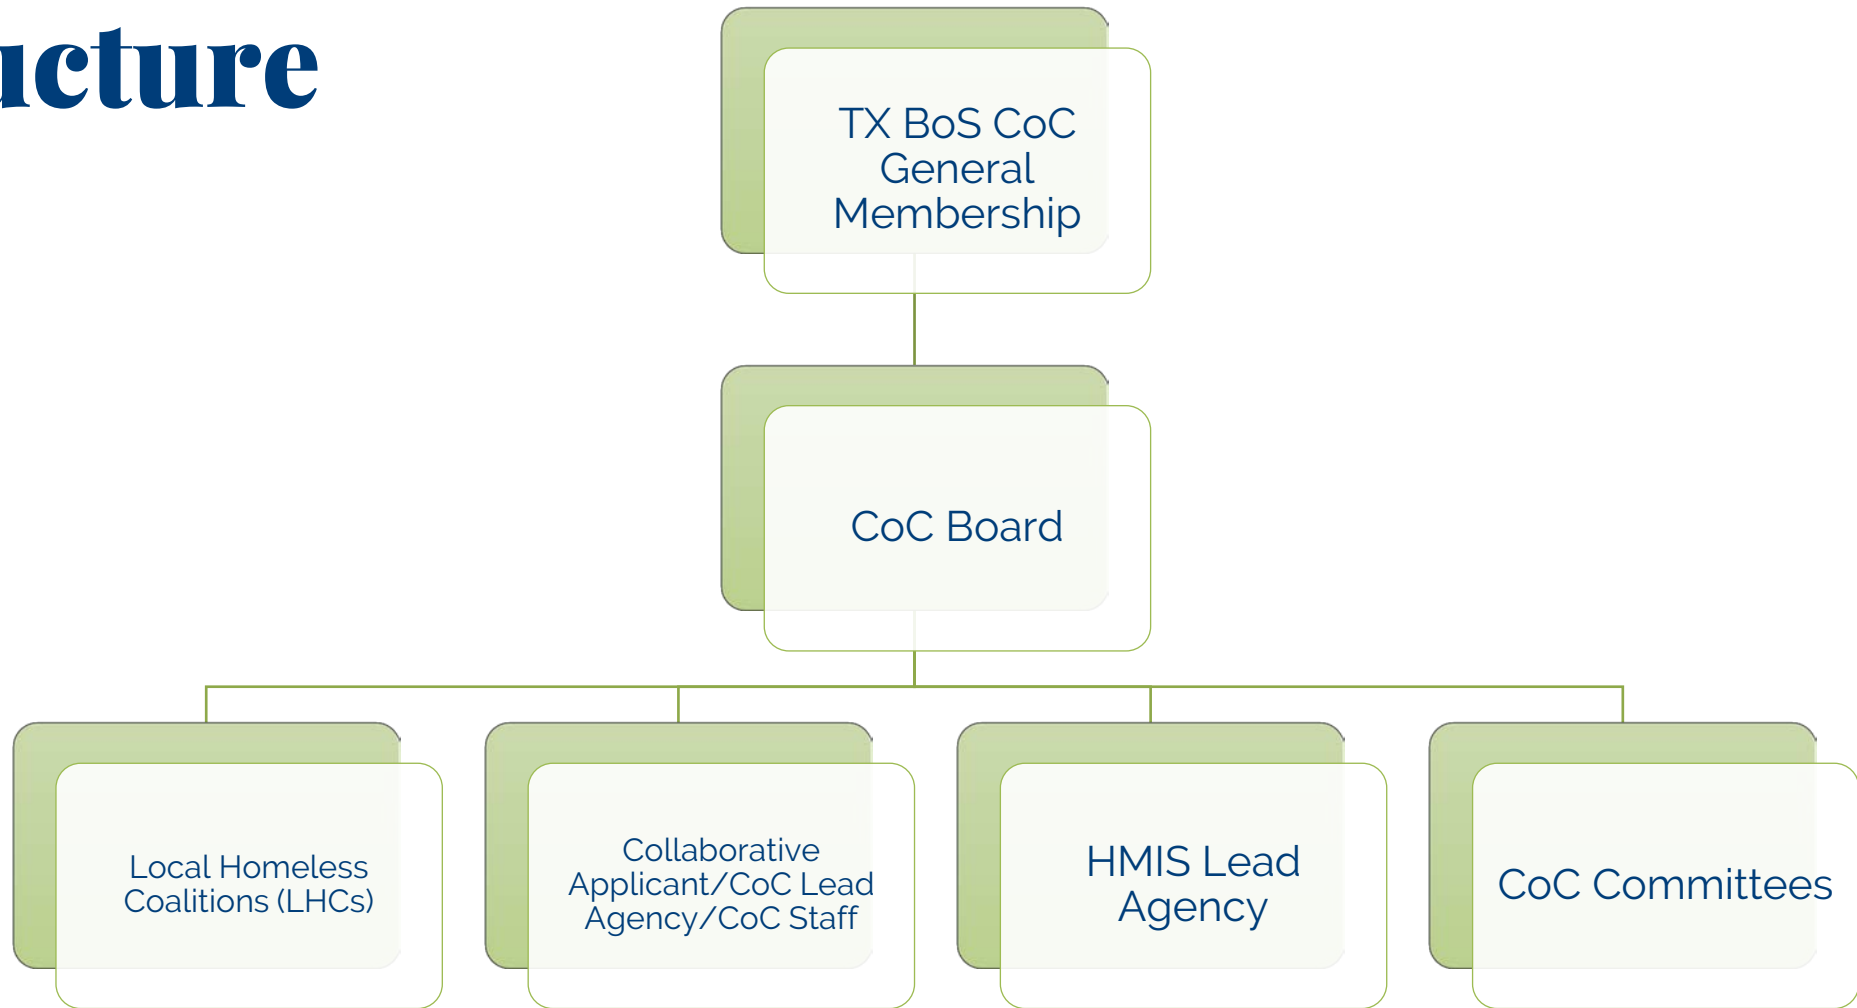 ucture
TX BoS CoC
General
Membership
CoC Board
Local Homeless
Coalitions (LHCs)
Collaborative
Applicant/CoC Lead
Agency/CoC Staff
HMIS Lead
Agency
CoC Committees